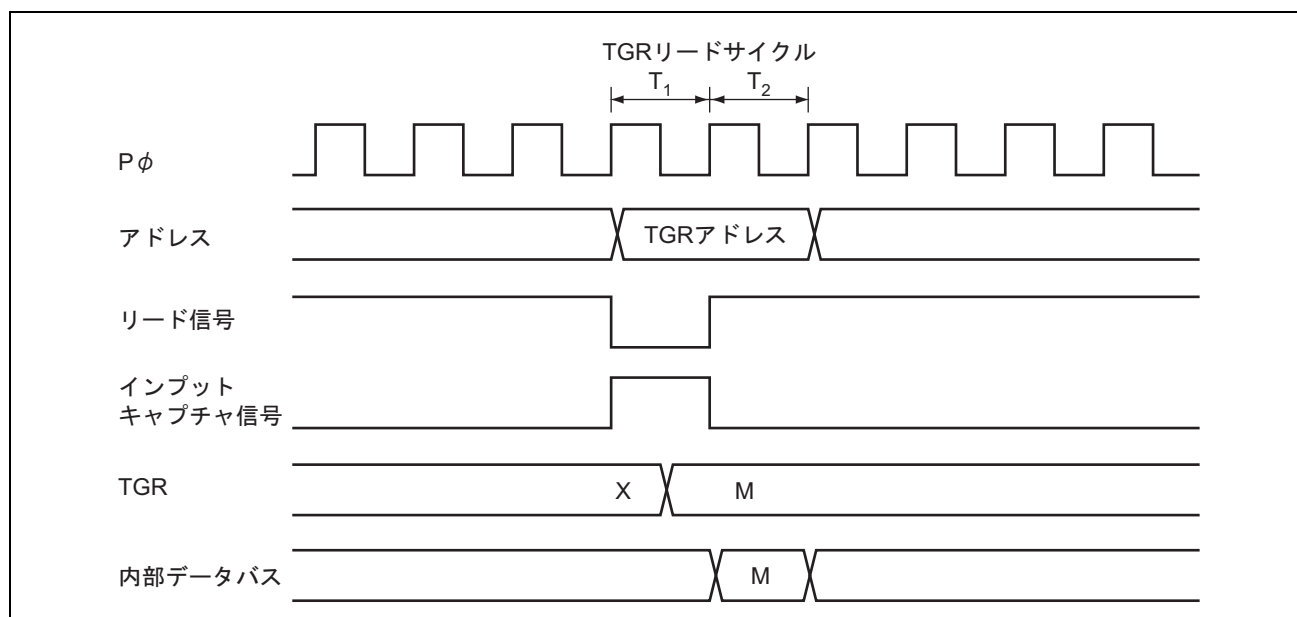 TGRリードサイクル
T1 T2
Pφ
アドレス TGRアドレス
リード信号
インプット
キャプチャ信号
TGR X M
内部データバス M